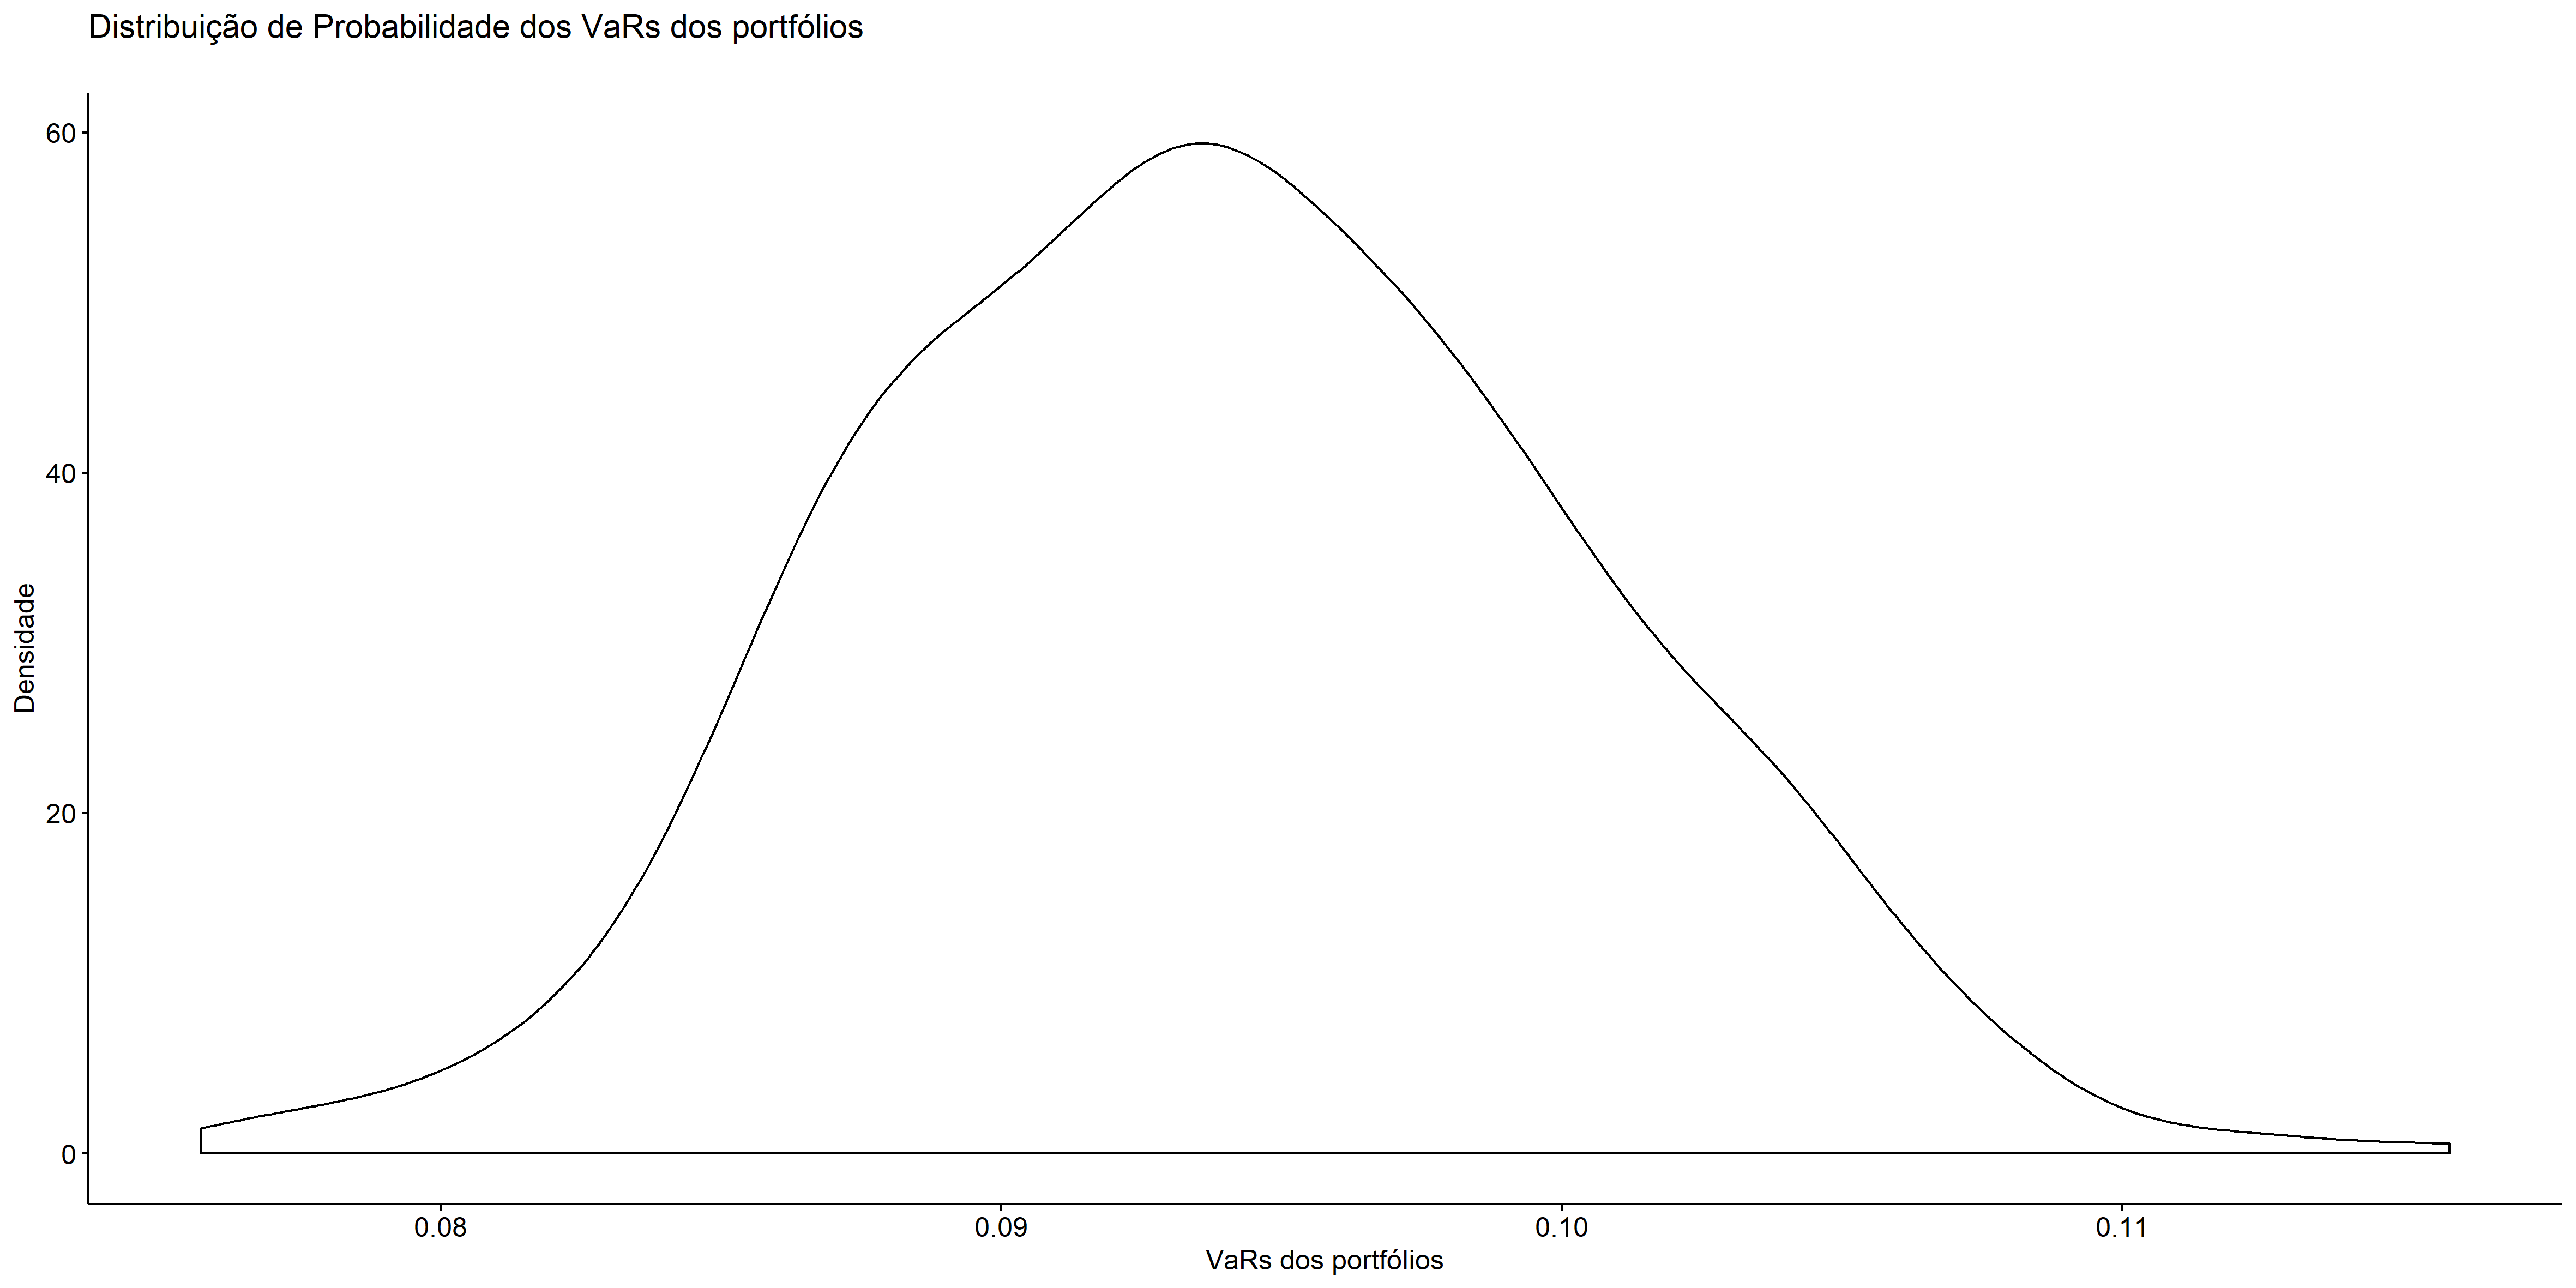 Distribuição de Probabilidade dos VaRs dos portfólios
60
40
20
0
Densidade
0.08
0.09
0.10
0.11
VaRs dos portfólios